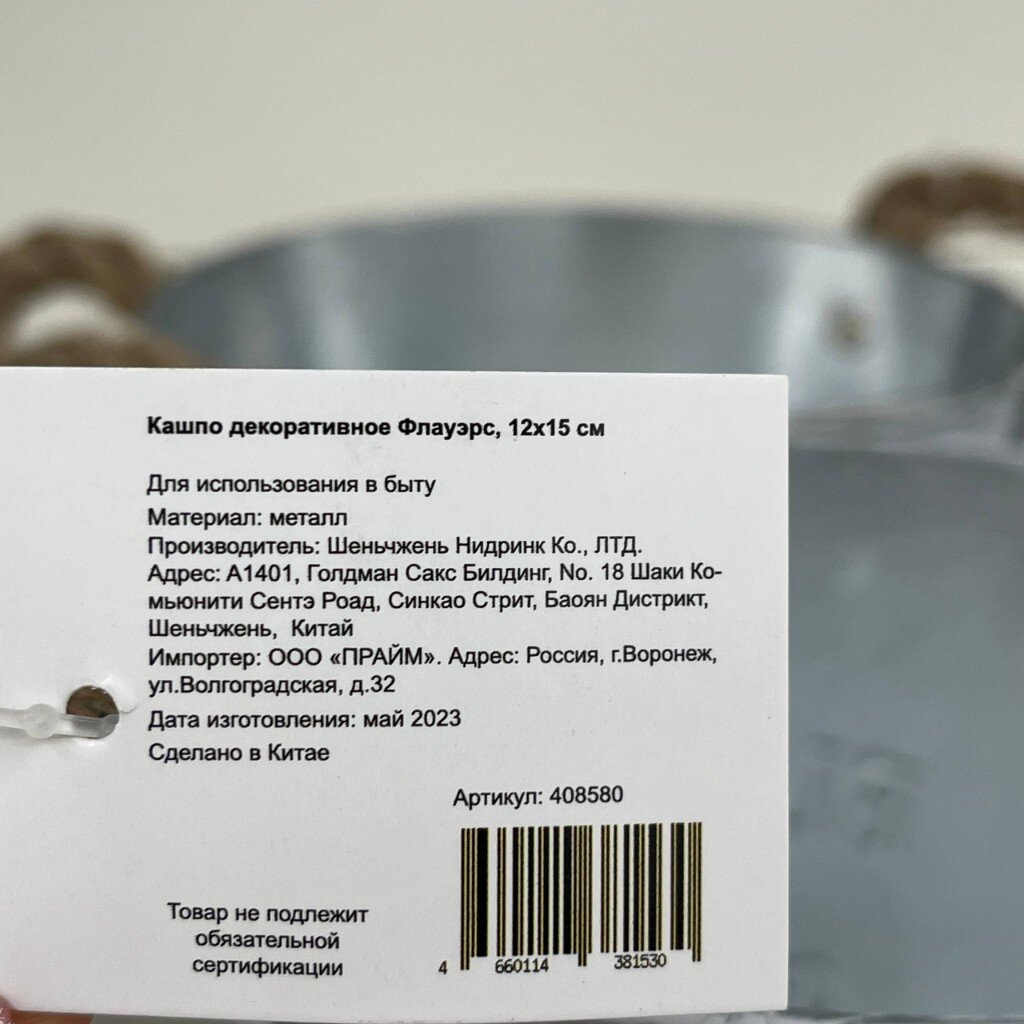 Кашпо декоративное Флауэрс, 12х15 см
Для использования в быту
Материал: металл
Производитель: Шеньчжень Нидринк Ко., ЛТД.
Адрес: А1401, Голдман Сакс Билдинг, No. 18 Шаки Ко-
мьюнити Сентэ Роад, Синкао Стрит, Баоян Дистрикт,
Шеньчжень, Китай
Импортер: ООО «ПРАЙМ». Адрес: Россия, г.Воронеж,
ул.Волгоградская, д.32
Дата изготовления: май 2023
Сделано в Китае
Артикул: 408580
4 660114 381530
Товар не подлежит
обязательной
сертификации